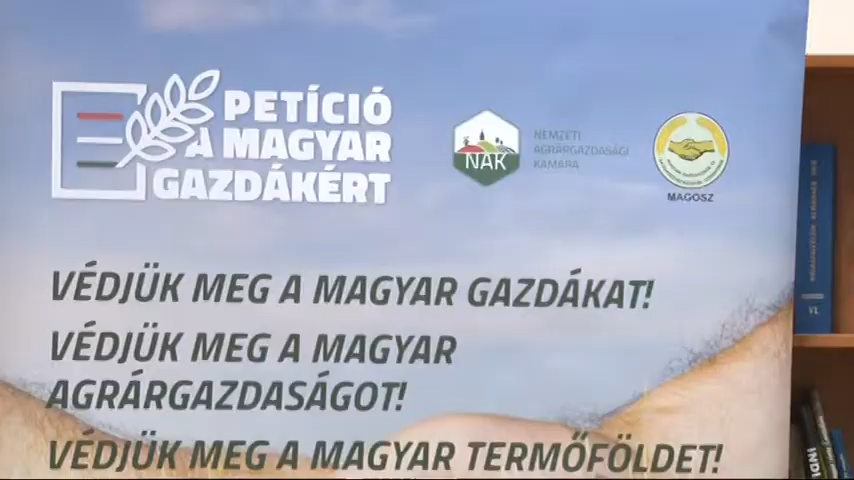 PETÍCIÓ
A MAGYAR
GAZDÁKÉRT
NAK
NEMZETI
AGRÁRGAZDASÁGI
KAMARA
MAGOSZ
VÉDJÜK MEG A MAGYAR GAZDÁKAT!
VÉDJÜK MEG A MAGYAR
AGRÁRGAZDASÁGOT!
VÉDJÜK MEG A MAGYAR TERMŐFÖLDET!
VI.